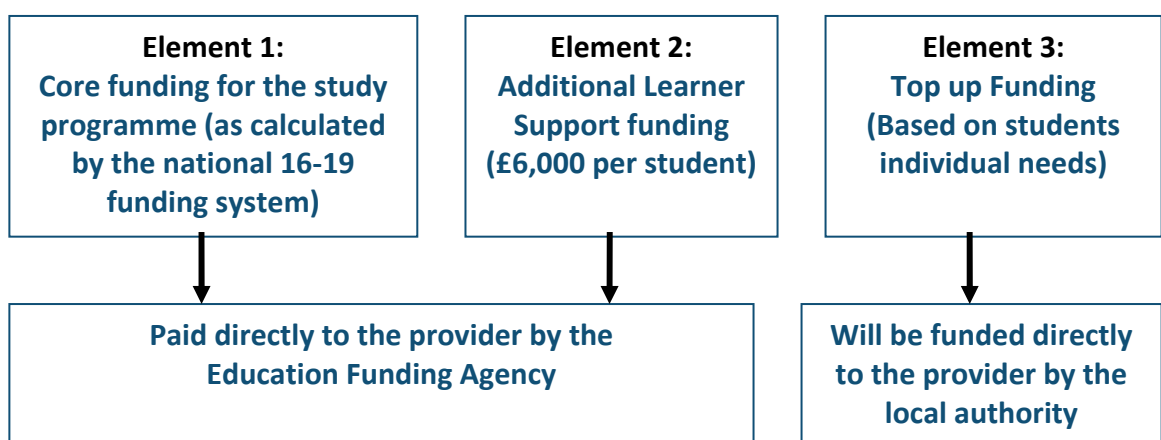 Element 1:
Core funding for the study
programme (as calculated
by the national 16-19
funding system)
Element 2:
Additional Learner
Support funding
(£6,000 per student)
Element 3:
Top up Funding
(Based on students
individual needs)
Paid directly to the provider by the
Education Funding Agency
Will be funded directly
to the provider by the
local authority